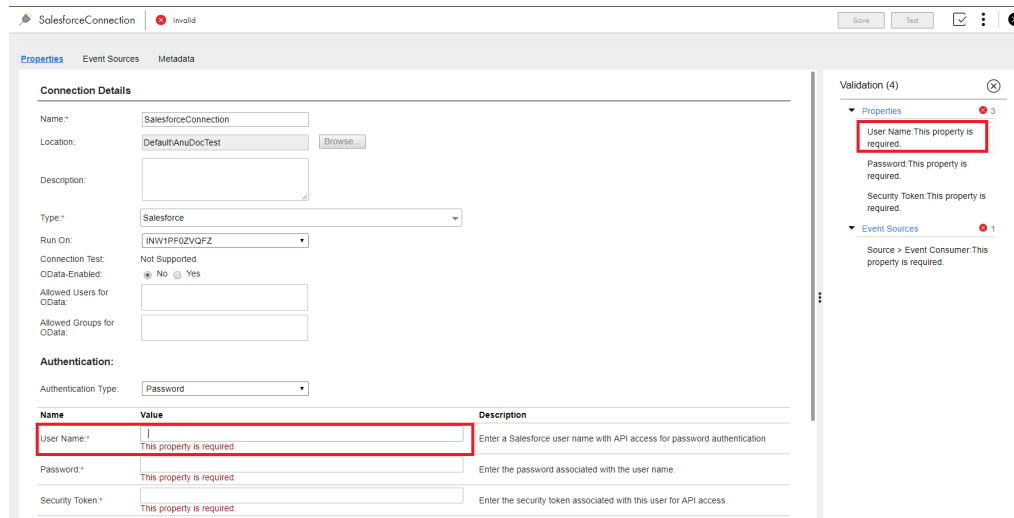 SalesforceConnection Invalid Save Test
Properties Event Sources Metadata
Connection Details
Name:* SalesforceConnection
Location: Default\AnuDocTest Browse...
Description:
Type:* Salesforce
Run On: INW1PF0ZVQFZ
Connection Test: Not Supported
OData-Enabled: No Yes
Allowed Users for
OData:
Allowed Groups for
OData:
Authentication:
Authentication Type: Password
Name Value Description
User Name:* Enter a Salesforce user name with API access for password authentication
This property is required.
Password:* Enter the password associated with the user name.
This property is required.
Security Token:* Enter the security token associated with this user for API access.
This property is required.
Validation (4)
Properties 3
User Name:This property is
required.
Password:This property is
required.
Security Token:This property is
required.
Event Sources 1
Source > Event Consumer:This
property is required.